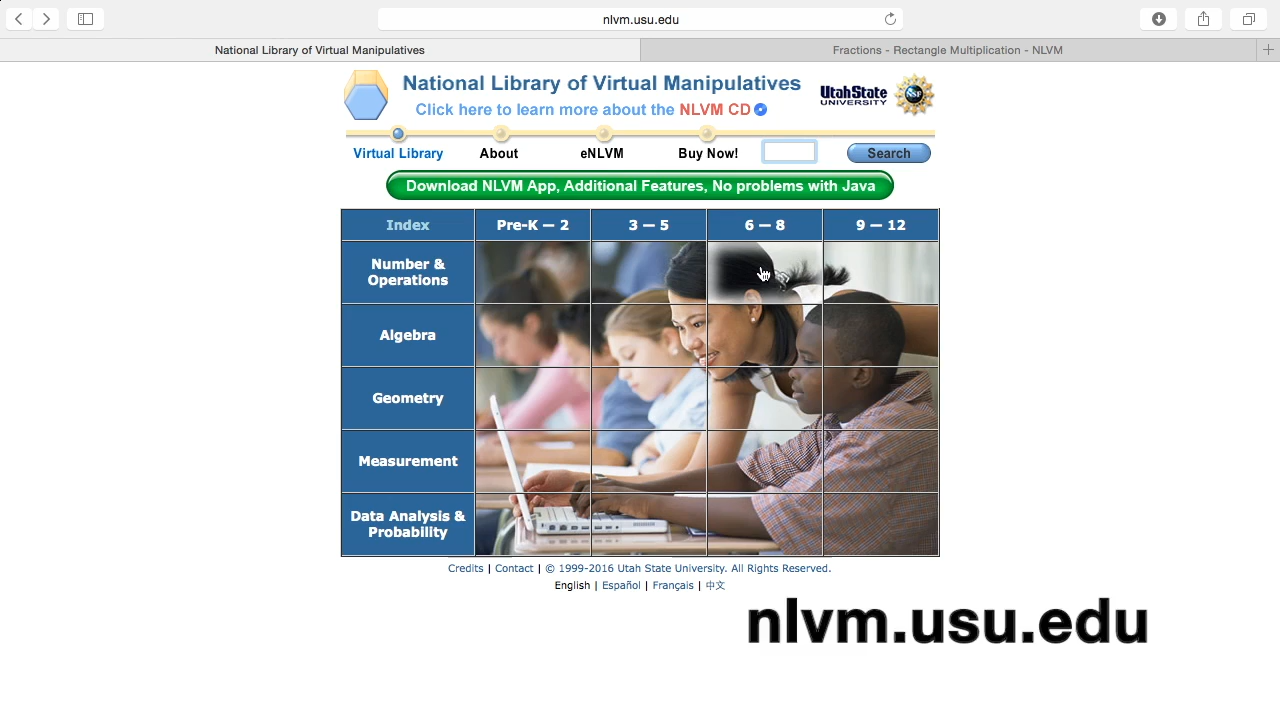 nlvm.usu.edu
National Library of Virtual Manipulatives
Fractions - Rectangle Multiplication - NLVM
National Library of Virtual Manipulatives
Click here to learn more about the NLVM CD
UtahState
UNIVERSITY
NSF
Virtual Library
About
eNLVM
Buy Now!
Search
Download NLVM App, Additional Features, No problems with Java
Index
Pre-K — 2
3 — 5
6 — 8
9 — 12
Number &
Operations
Algebra
Geometry
Measurement
Data Analysis &
Probability
Credits | Contact | © 1999-2016 Utah State University. All Rights Reserved.
English | Español | Français | 中文
nlvm.usu.edu